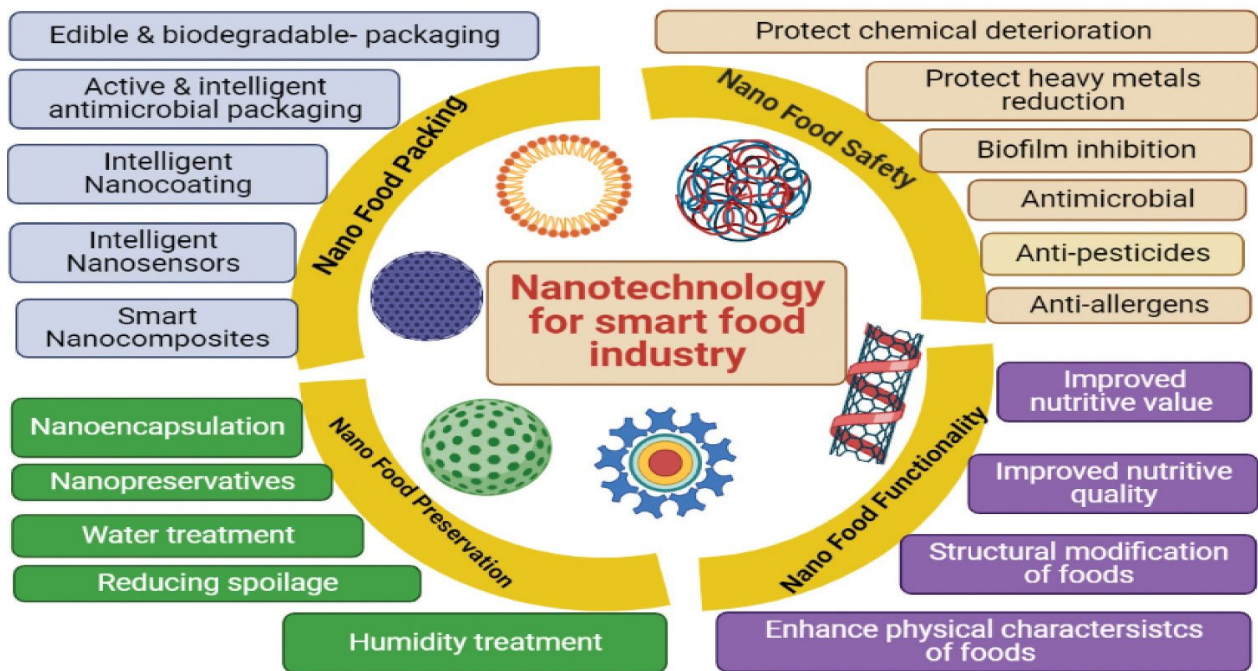 Edible & biodegradable- packaging
Active & intelligent
antimicrobial packaging
Intelligent
Nanocoating
Intelligent
Nanosensors
Smart
Nanocomposites
Nano Food Packing
Protect chemical deterioration
Protect heavy metals
reduction
Biofilm inhibition
Antimicrobial
Anti-pesticides
Anti-allergens
Nano Food Safety
Nanotechnology
for smart food
industry
Nanoencapsulation
Nanopreservatives
Water treatment
Reducing spoilage
Humidity treatment
Nano Food Preservation
Improved
nutritive value
Improved nutritive
quality
Structural modification
of foods
Enhance physical charactersistcs
of foods
Nano Food Functionality